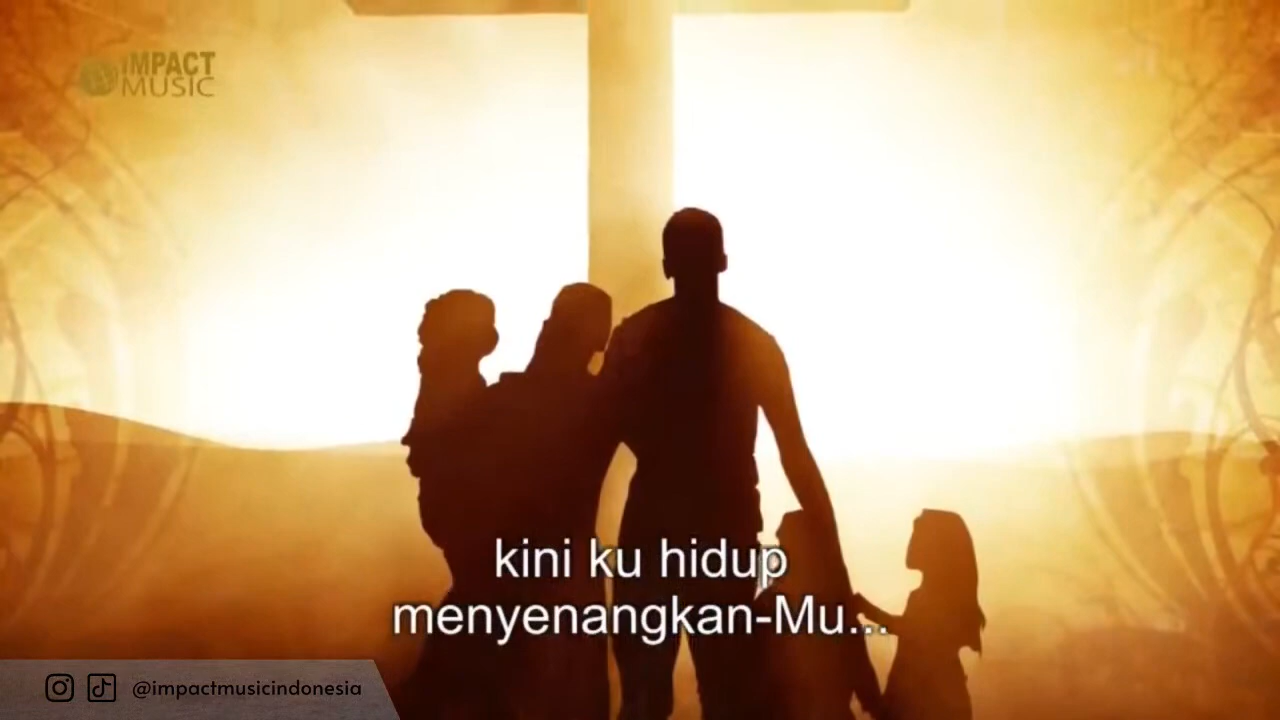 IMPACT
MUSIC
kini ku hidup
menyenangkan-Mu...
@impactmusicindonesia